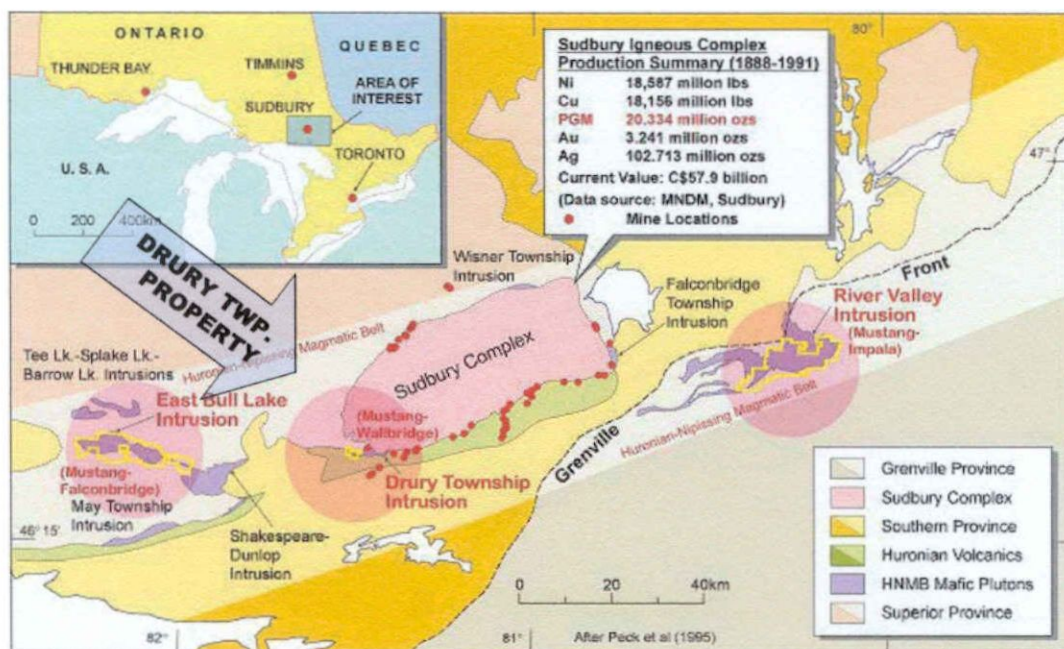 ONTARIO
QUEBEC
THUNDER BAY
TIMMINS
AREA OF
INTEREST
SUDBURY
TORONTO
U. S. A.
0 200 400km
Sudbury Igneous Complex
Production Summary (1888-1991)
Ni 18,587 millon lbs
Cu 18,156 million lbs
PGM 20.334 million ozs
Au 3.241 million ozs
Ag 102.713 million ozs
Current Value: C$57.9 billion
(Data source: MNDM, Sudbury)
Mine Locations
80°
47°
DRURY TWP.
PROPERTY
Wisner Township
Intrusion
Falconbridge
Township
Intrusion
Front
River Valley
Intrusion
(Mustang-
Impala)
Huronian-Nipissing Magmatic Belt
Tee Lk.-Splake Lk.-
Barrow Lk. Intrusions
Sudbury Complex
East Bull Lake
Intrusion
(Mustang-
Wallbridge)
Huronian-Nipissing Magmatic Belt
Grenville
(Mustang-
Falconbridge)
May Township
Intrusion
Drury Township
Intrusion
46° 15'
Shakespeare-
Dunlop
Intrusion
0 20 40km
82°
81°
After Peck et al (1995)
Grenville Province
Sudbury Complex
Southern Province
Huronian Volcanics
HNMB Mafic Plutons
Superior Province